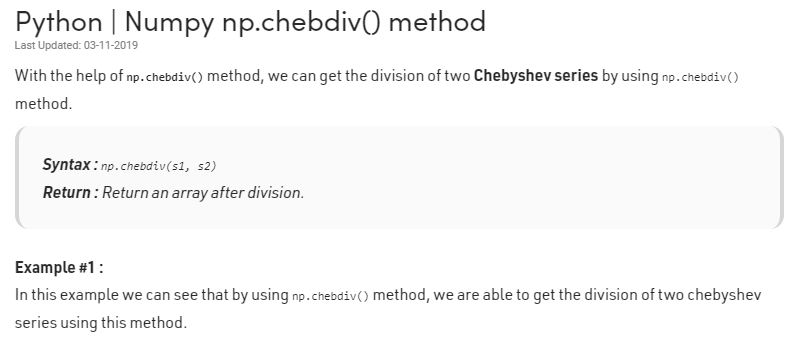 Python | Numpy np.chebdiv() method
Last Updated: 03-11-2019
With the help of np.chebdiv() method, we can get the division of two Chebyshev series by using np.chebdiv()
method.
Syntax : np.chebdiv(s1, s2)
Return : Return an array after division.
Example #1 :
In this example we can see that by using np.chebdiv() method, we are able to get the division of two chebyshev
series using this method.